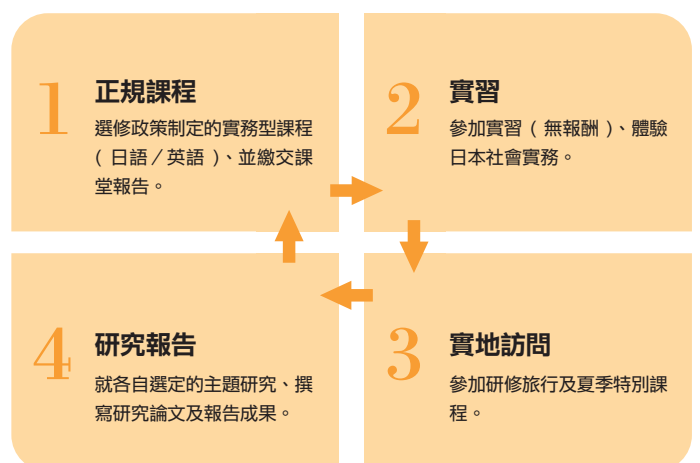 1
正規課程
選修政策制定的實務型課程
( 日語／英語 )、並繳交課
堂報告。
2
實習
參加實習 ( 無報酬 )、體驗
日本社會實務。
3
實地訪問
參加研修旅行及夏季特別課
程。
4
研究報告
就各自選定的主題研究、撰
寫研究論文及報告成果。